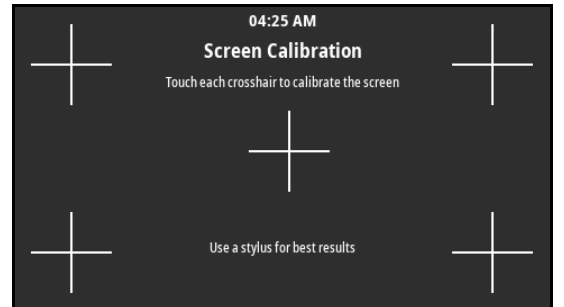 04:25 AM
Screen Calibration
Touch each crosshair to calibrate the screen
Use a stylus for best results